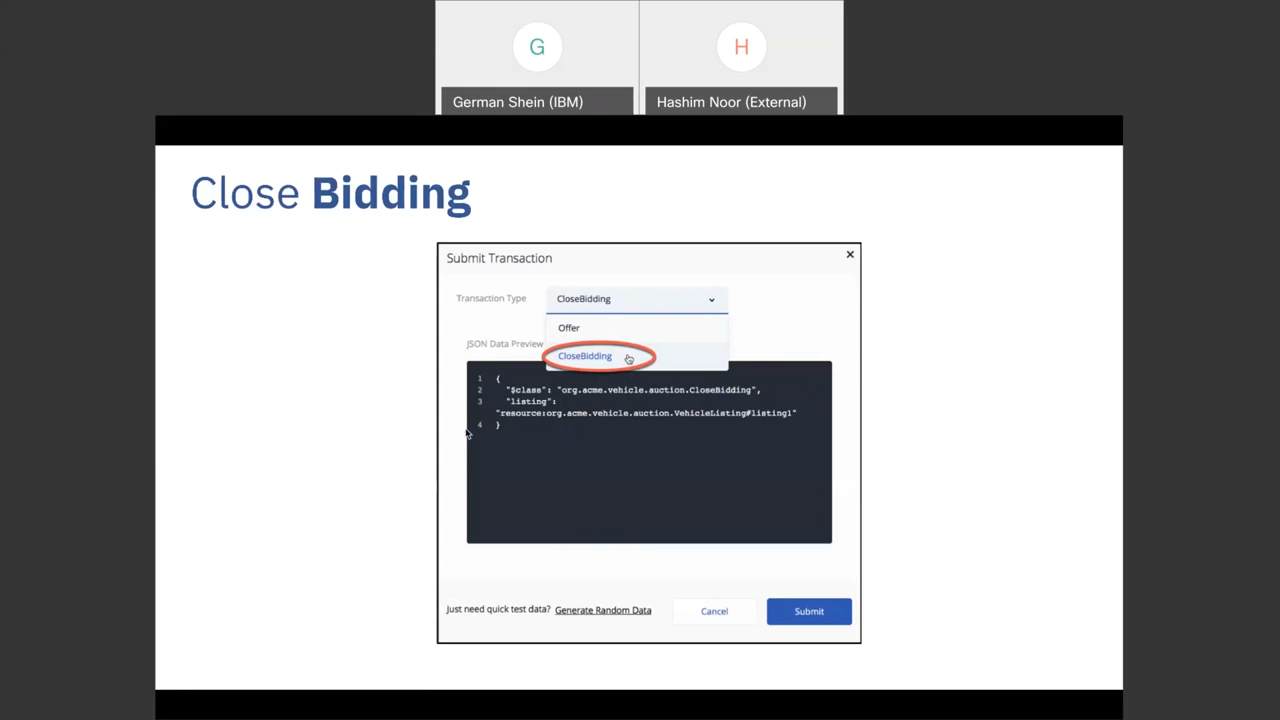 G
H
German Shein (IBM)
Hashim Noor (External)
Close Bidding
Submit Transaction
Transaction Type
CloseBidding
Offer
JSON Data Preview
CloseBidding
1 {
2 "$class": "org.acme.vehicle.auction.CloseBidding",
3 "listing":
"resource:org.acme.vehicle.auction.VehicleListing#listing1"
4 }
Just need quick test data? Generate Random Data
Cancel
Submit